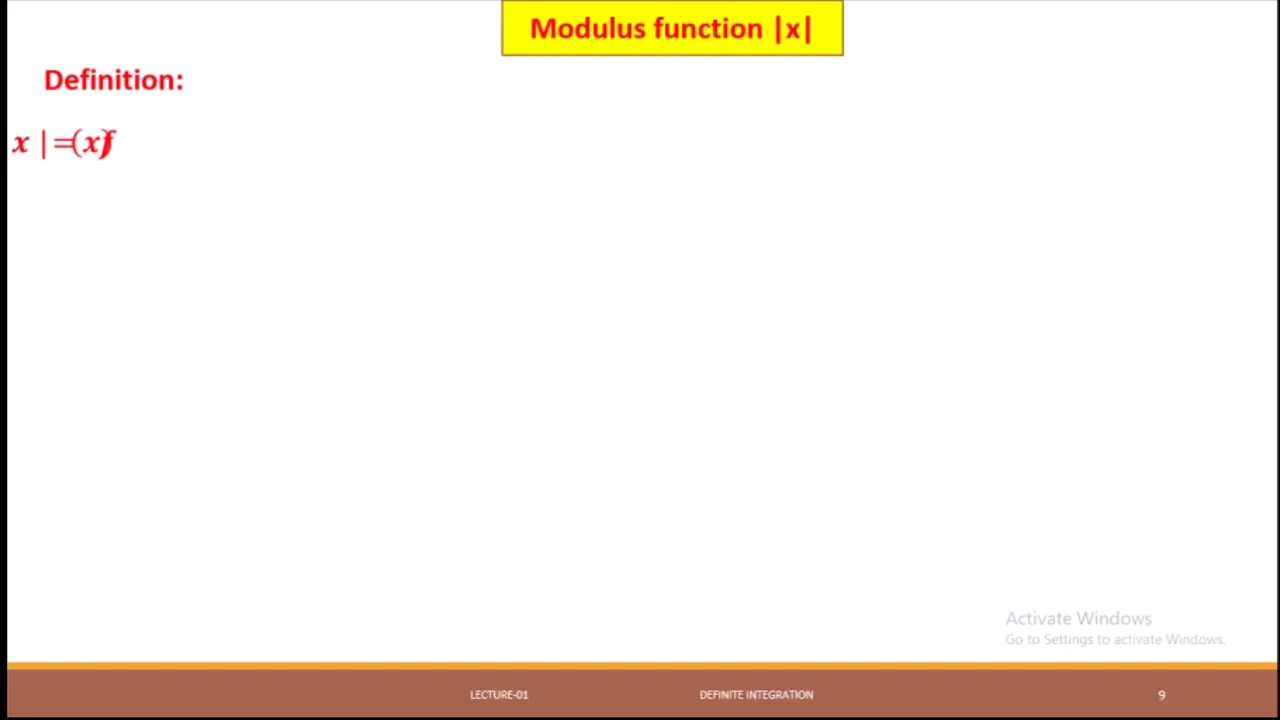 Modulus function |x|
Definition:
x |=(x)f
Activate Windows
Go to Settings to activate Windows.
LECTURE-01 DEFINITE INTEGRATION 9